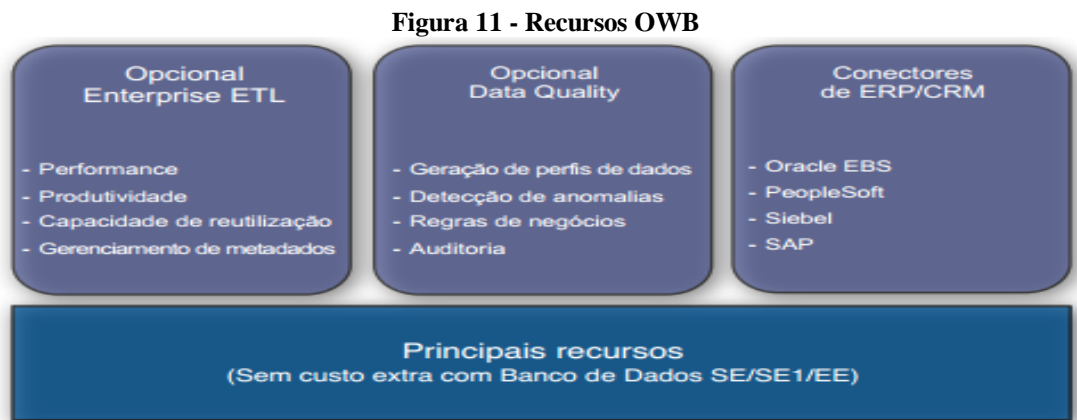 Figura 11 - Recursos OWB
Opcional
Enterprise ETL
- Performance
- Produtividade
- Capacidade de reutilização
- Gerenciamento de metadados
Opcional
Data Quality
- Geração de perfis de dados
- Detecção de anomalias
- Regras de negócios
- Auditoria
Conectores
de ERP/CRM
- Oracle EBS
- PeopleSoft
- Siebel
- SAP
Principais recursos
(Sem custo extra com Banco de Dados SE/SE1/EE)